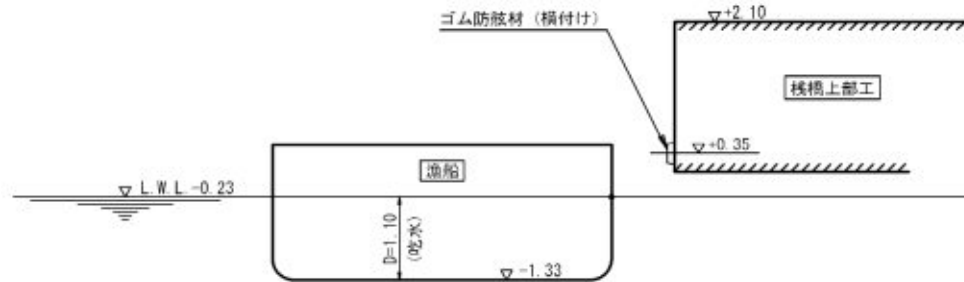 ゴム防舷材（横付け）
+2.10
桟橋上部工
+0.35
漁船
L.W.L.-0.23
D=1.10
(吃水)
-1.33